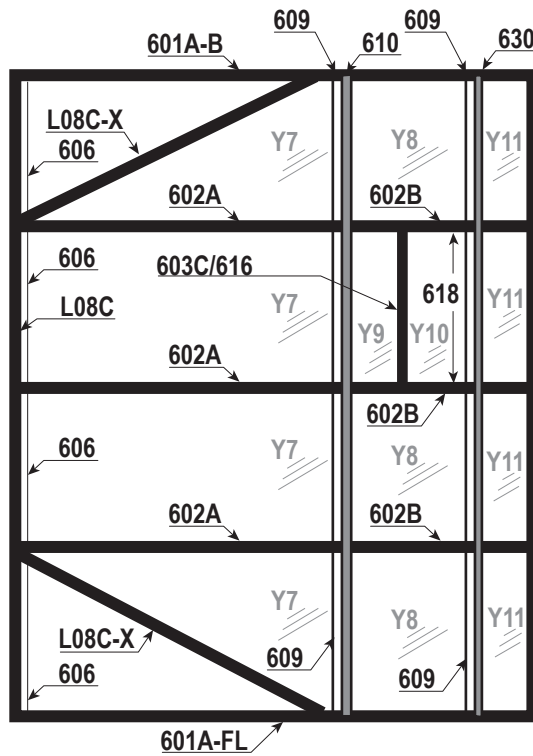 609 609
601A-B 610 630
L08C-X
606 Y7 Y8 Y11
602A 602B
606 603C/616
618
L08C Y7 Y11
Y9 Y10
602A
602B
606 Y7 Y8 Y11
602A 602B
Y7 Y8 Y11
L08C-X 609
606 609
601A-FL